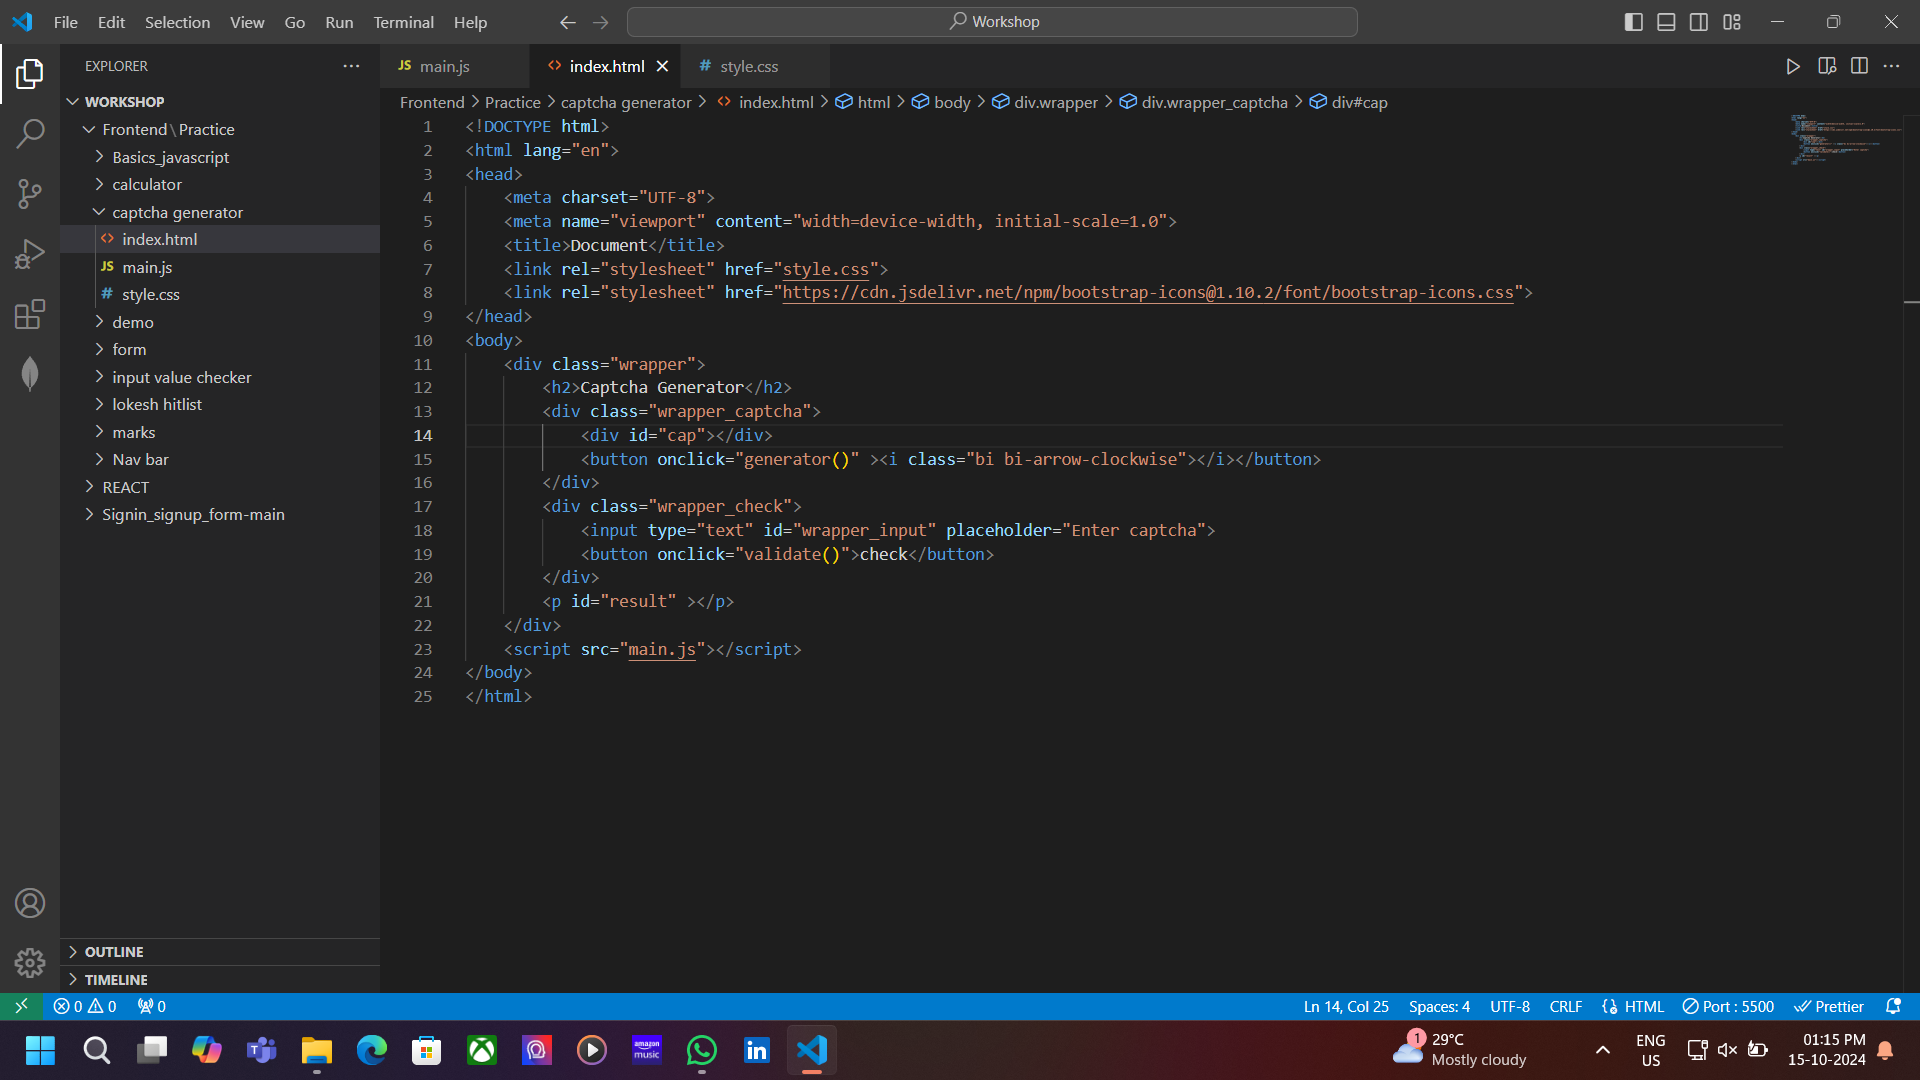 File Edit Selection View Go Run Terminal Help
Workshop
EXPLORER
WORKSHOP
Frontend\Practice
Basics_javascript
calculator
captcha generator
index.html
JS main.js
# style.css
demo
form
input value checker
lokesh hitlist
marks
Nav bar
REACT
Signin_signup_form-main
OUTLINE
TIMELINE
JS main.js
<> index.html
# style.css
Frontend > Practice > captcha generator > index.html > html > body > div.wrapper > div.wrapper_captcha > div#cap
1 <!DOCTYPE html>
2 <html lang="en">
3 <head>
4 <meta charset="UTF-8">
5 <meta name="viewport" content="width=device-width, initial-scale=1.0">
6 <title>Document</title>
7 <link rel="stylesheet" href="style.css">
8 <link rel="stylesheet" href="https://cdn.jsdelivr.net/npm/bootstrap-icons@1.10.2/font/bootstrap-icons.css">
9 </head>
10 <body>
11 <div class="wrapper">
12 <h2>Captcha Generator</h2>
13 <div class="wrapper_captcha">
14 <div id="cap"></div>
15 <button onclick="generator()" ><i class="bi bi-arrow-clockwise"></i></button>
16 </div>
17 <div class="wrapper_check">
18 <input type="text" id="wrapper_input" placeholder="Enter captcha">
19 <button onclick="validate()">check</button>
20 </div>
21 <p id="result" ></p>
22 </div>
23 <script src="main.js"></script>
24 </body>
25 </html>
0 0 0
Ln 14, Col 25 Spaces: 4 UTF-8 CRLF HTML Port : 5500 Prettier
amazon music
1
29°C
Mostly cloudy
ENG
US
01:15 PM
15-10-2024